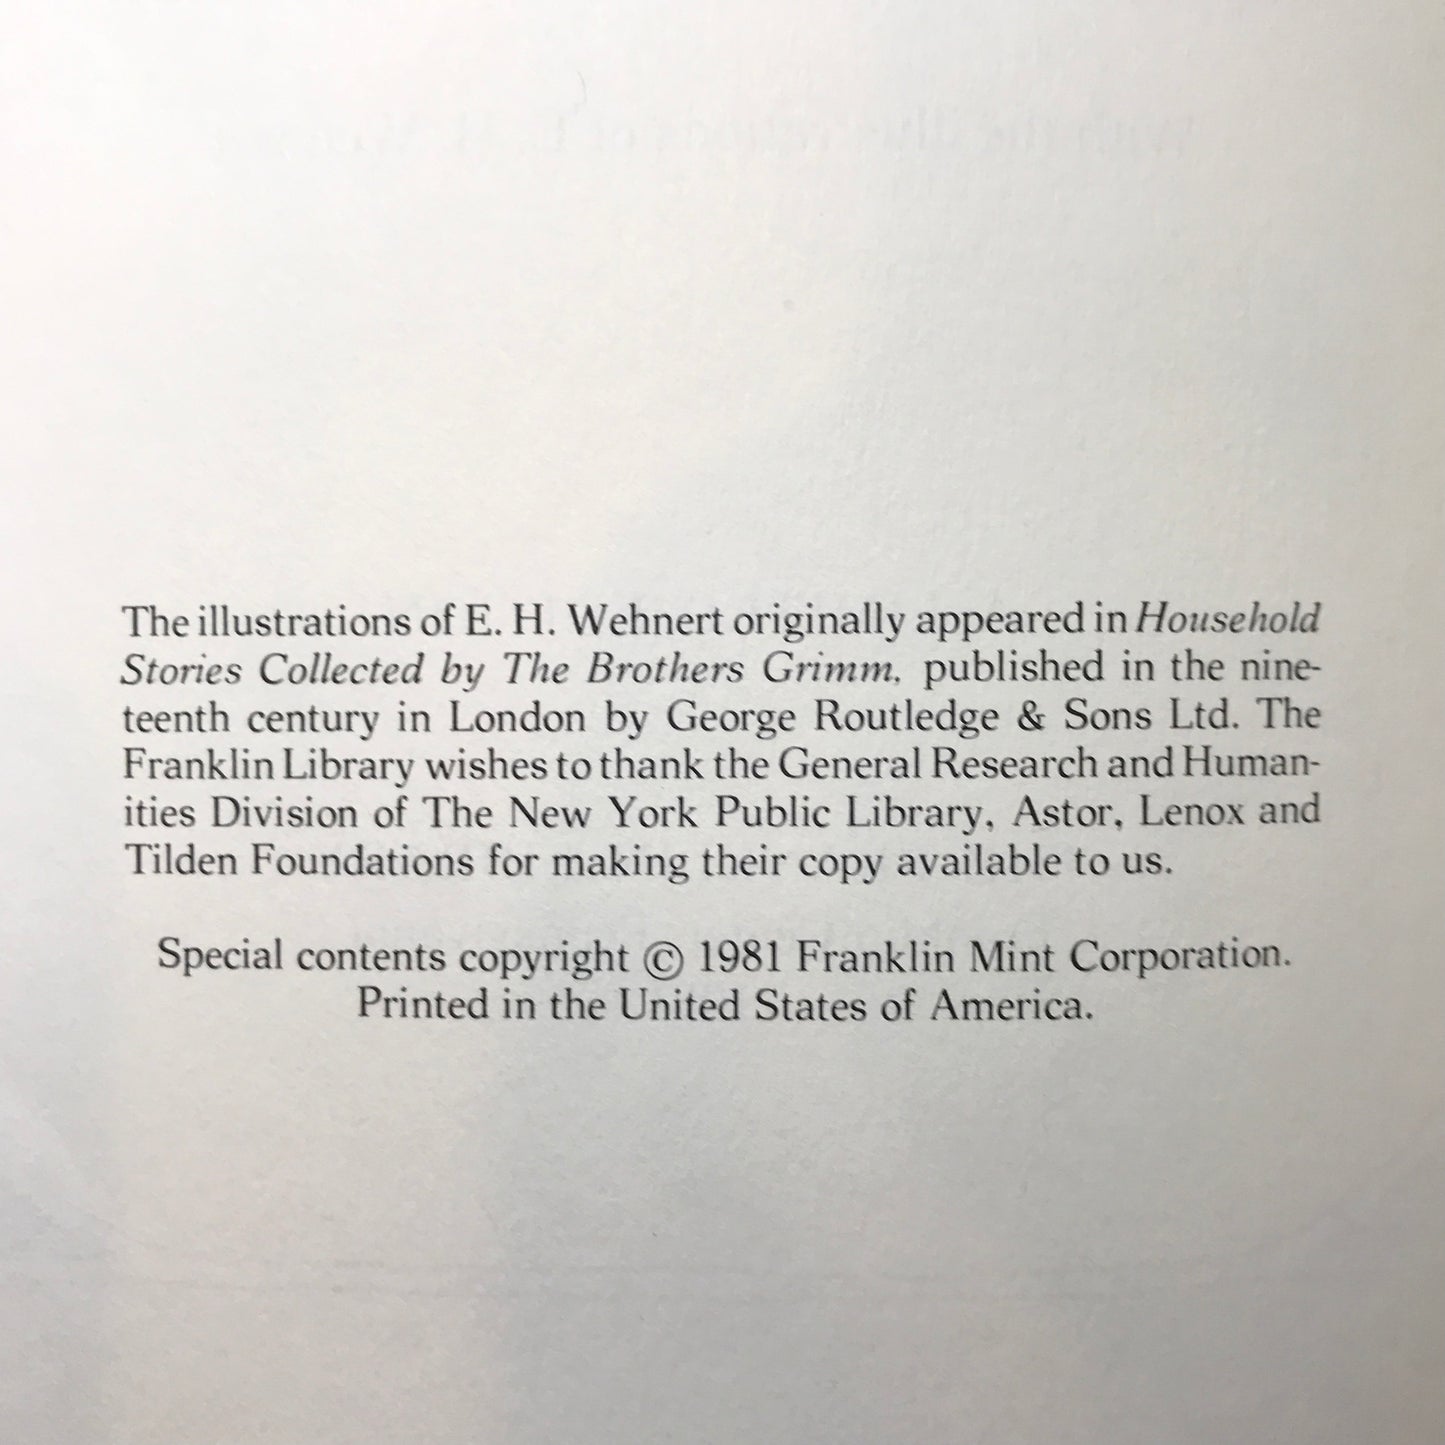 The illustrations of E. H. Wehnert originally appeared in Household
Stories Collected by The Brothers Grimm, published in the nine-
teenth century in London by George Routledge & Sons Ltd. The
Franklin Library wishes to thank the General Research and Human-
ities Division of The New York Public Library, Astor, Lenox and
Tilden Foundations for making their copy available to us.
Special contents copyright © 1981 Franklin Mint Corporation.
Printed in the United States of America.